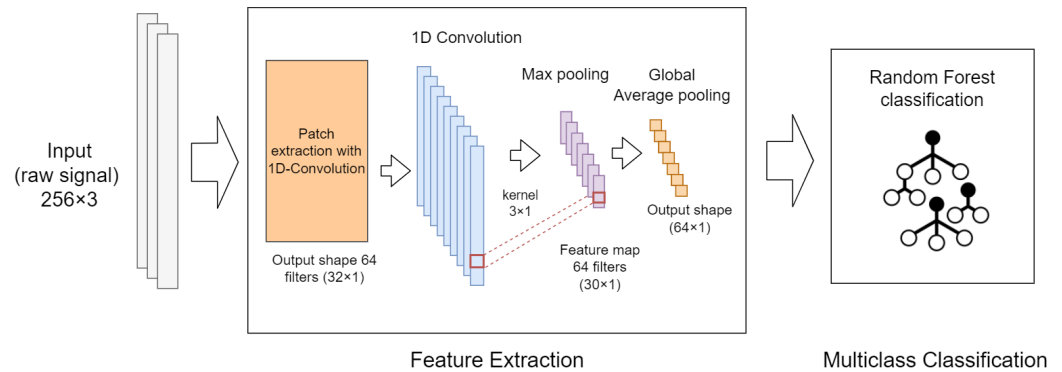 Input
(raw signal)
256×3
Patch
extraction with
1D-Convolution
Output shape 64
filters (32×1)
1D Convolution
kernel
3×1
Max pooling
Feature map
64 filters
(30×1)
Global
Average pooling
Output shape
(64×1)
Feature Extraction
Random Forest
classification
Multiclass Classification